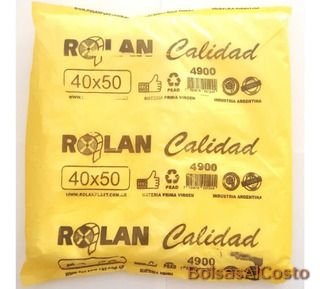 ROLAN Calidad
40x50 4900
PEAD
MATERIA PRIMA VIRGEN INDUSTRIA ARGENTINA
ROLAN Calidad
40x50 4900
PEAD
WWW.ROLANPLAST.COM.AR MATERIA PRIMA VIRGEN INDUSTRIA ARGENTINA
ROLAN Calidad
4900
BolsasAlCosto